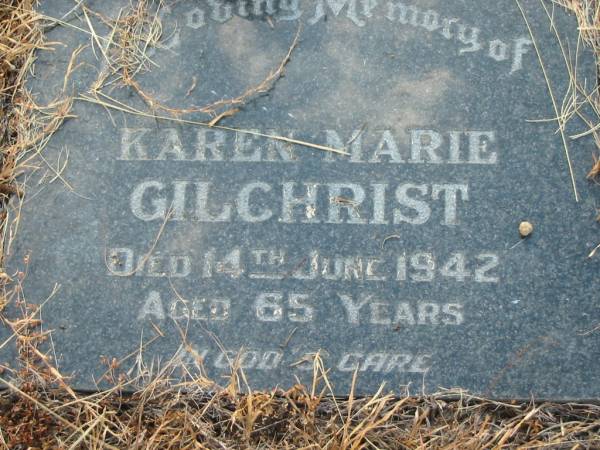 Loving Memory of
KAREN MARIE
GILCHRIST
DIED 14TH JUNE 1942
AGED 65 YEARS
IN GOD'S CARE